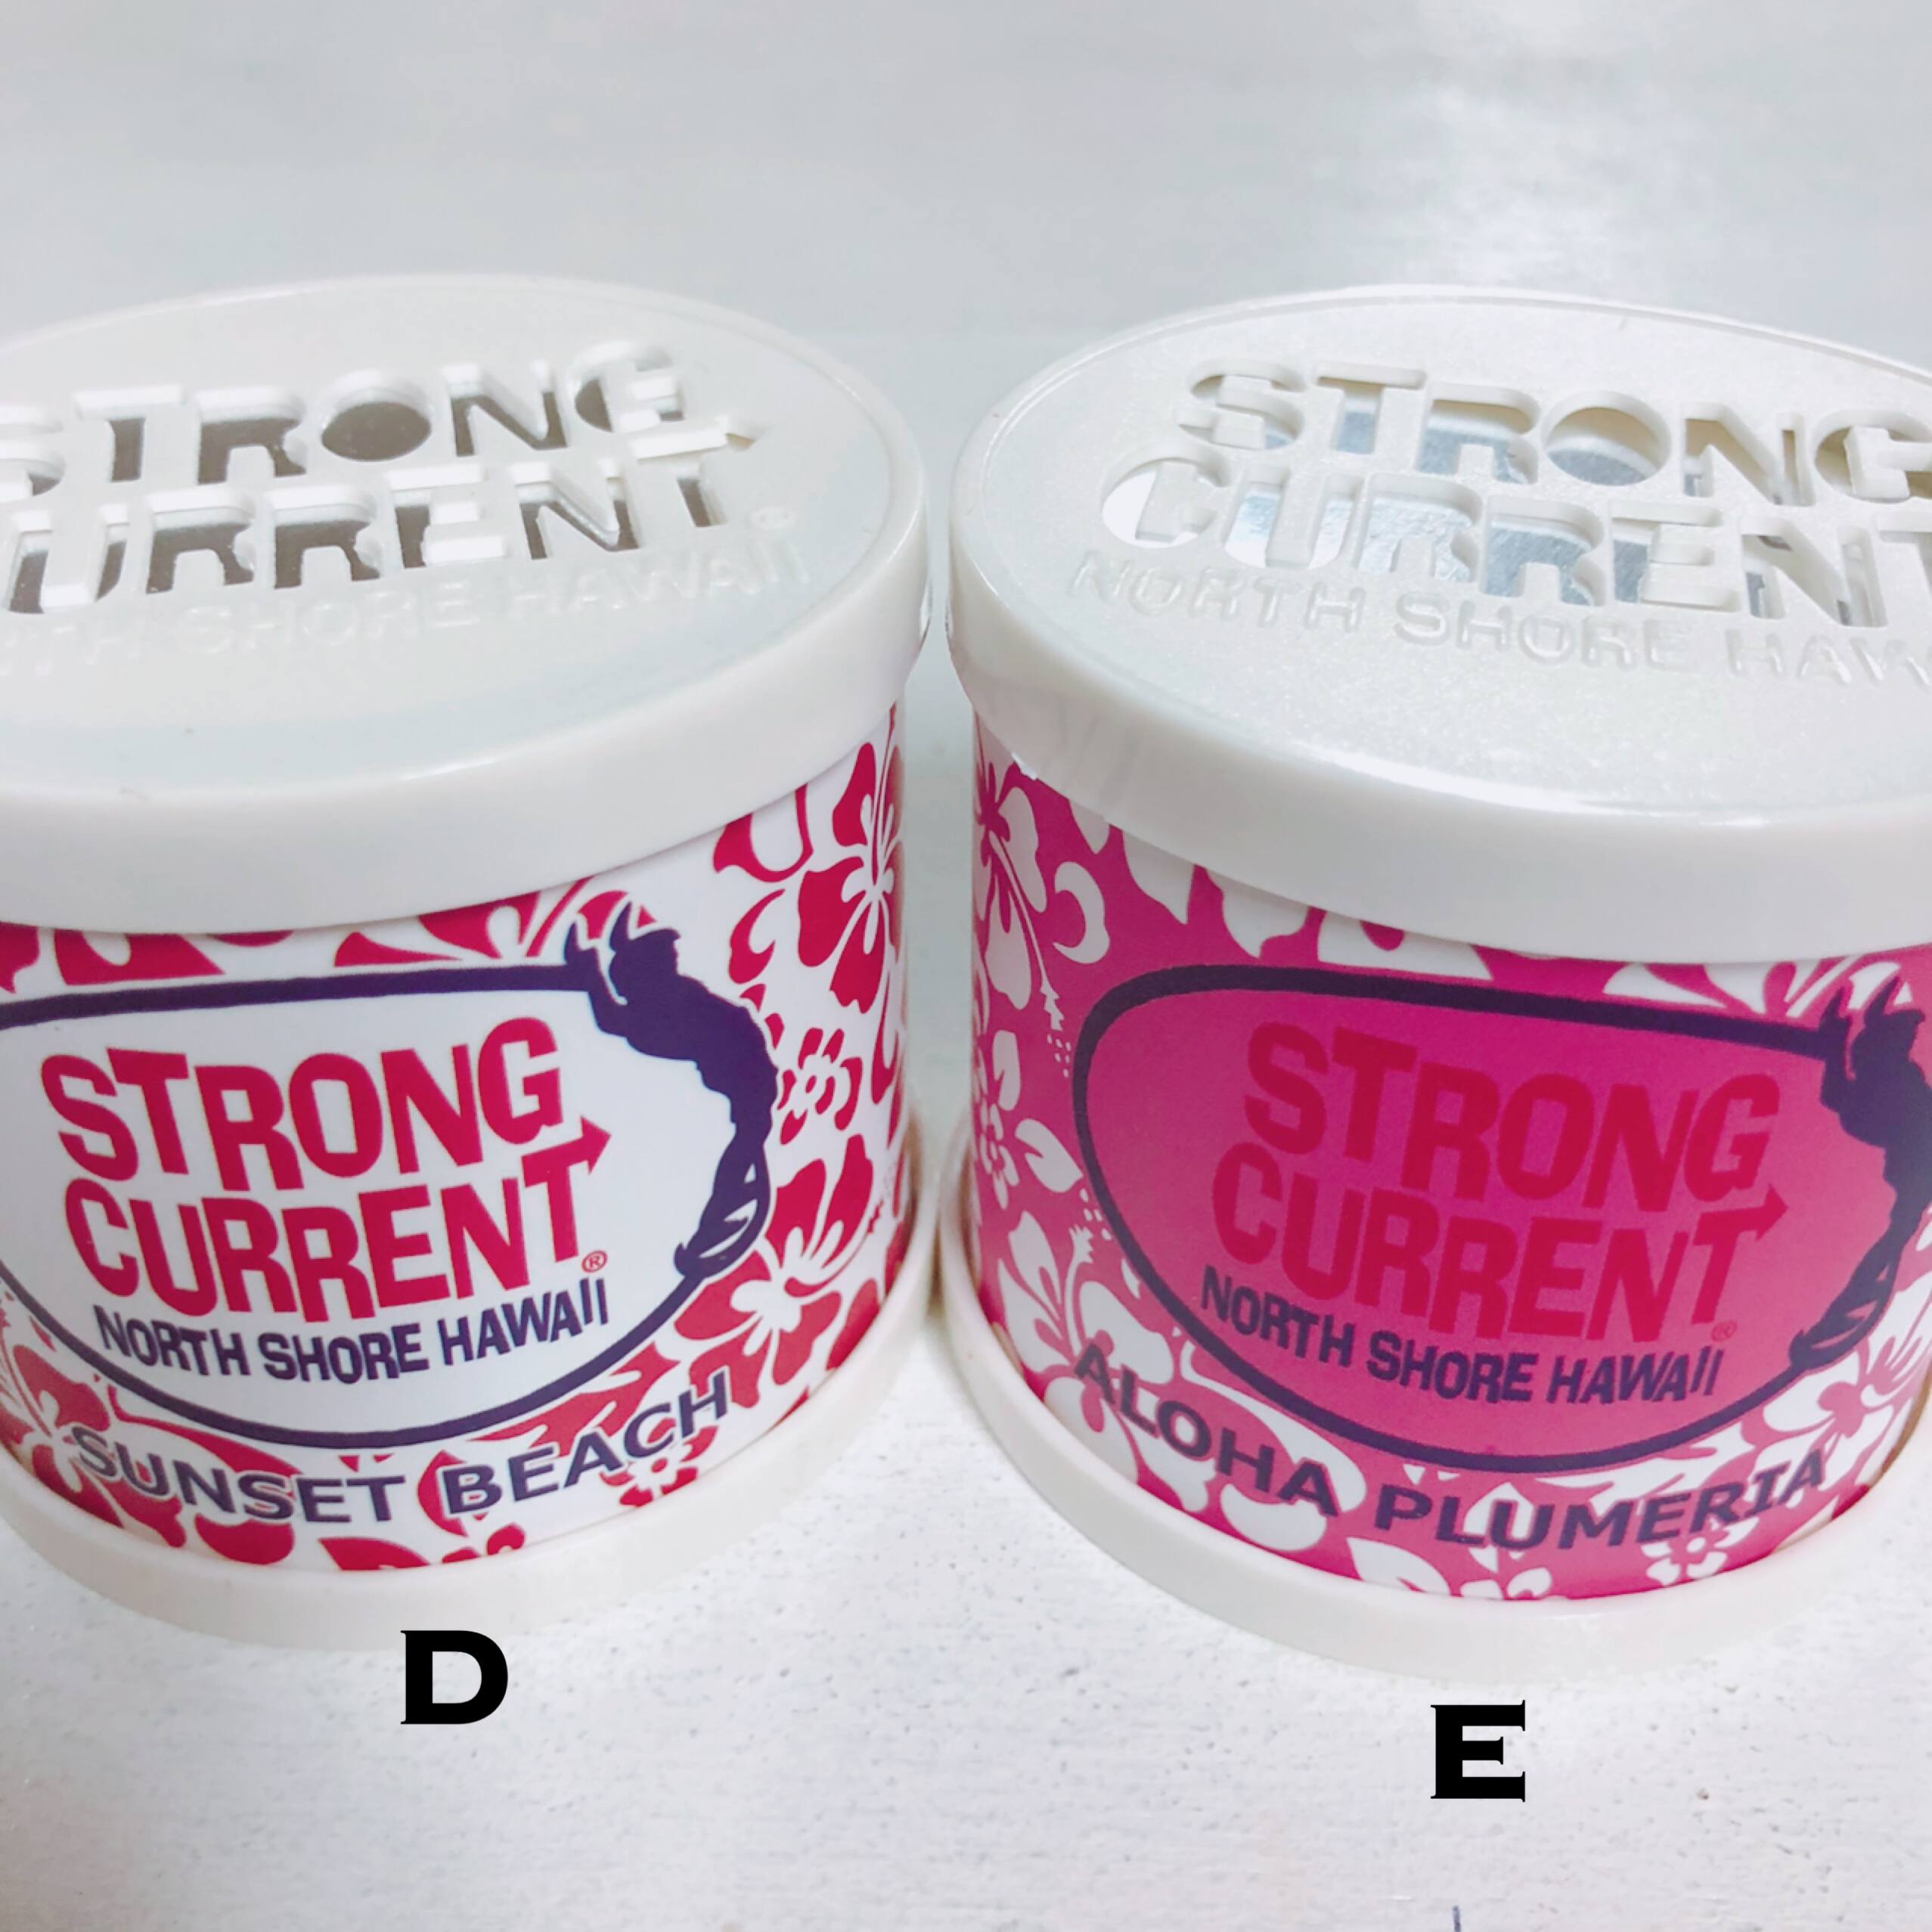 STRONG
CURRENT
NORTH SHORE HAWAII
STRONG
CURRENT®
NORTH SHORE HAWAII
SUNSET BEACH
D
STRONG
CURRENT
NORTH SHORE
STRONG
CURRENT®
NORTH SHORE HAWAII
ALOHA PLUMERIA
E